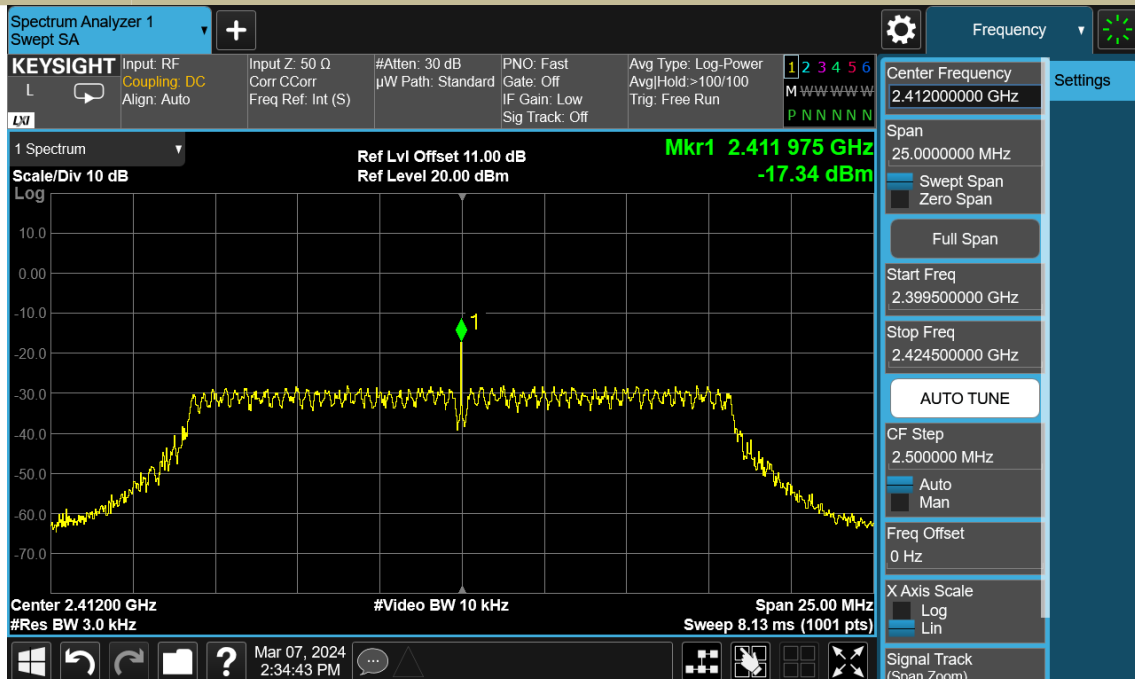 Spectrum Analyzer 1
Swept SA
Frequency
KEYSIGHT
L
LXI
Input: RF
Coupling: DC
Align: Auto
Input Z: 50 Ω
Corr CCorr
Freq Ref: Int (S)
#Atten: 30 dB
µW Path: Standard
PNO: Fast
Gate: Off
IF Gain: Low
Sig Track: Off
Avg Type: Log-Power
Avg|Hold:>100/100
Trig: Free Run
1 2 3 4 5 6
M W W W W W
P N N N N N
1 Spectrum
Scale/Div 10 dB
Log
Ref Lvl Offset 11.00 dB
Ref Level 20.00 dBm
Mkr1 2.411 975 GHz
-17.34 dBm
10.0
0.00
-10.0
-20.0
-30.0
-40.0
-50.0
-60.0
-70.0
1
Center 2.41200 GHz
#Res BW 3.0 kHz
#Video BW 10 kHz
Span 25.00 MHz
Sweep 8.13 ms (1001 pts)
Mar 07, 2024
2:34:43 PM
Center Frequency
2.412000000 GHz
Span
25.0000000 MHz
Swept Span
Zero Span
Full Span
Start Freq
2.399500000 GHz
Stop Freq
2.424500000 GHz
AUTO TUNE
CF Step
2.500000 MHz
Auto
Man
Freq Offset
0 Hz
X Axis Scale
Log
Lin
Signal Track
(Span Zoom)
Settings